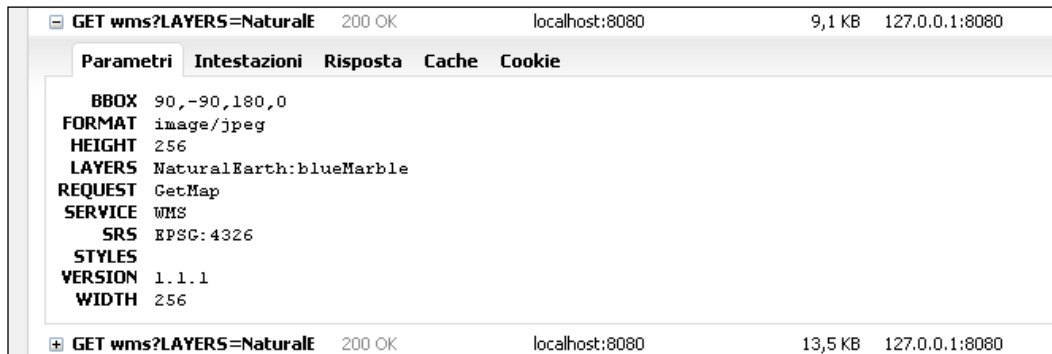 GET wms?LAYERS=NaturalE 200 OK localhost:8080 9,1 KB 127.0.0.1:8080
Parametri Intestazioni Risposta Cache Cookie
BBOX 90,-90,180,0
FORMAT image/jpeg
HEIGHT 256
LAYERS NaturalEarth:blueMarble
REQUEST GetMap
SERVICE WMS
SRS EPSG:4326
STYLES
VERSION 1.1.1
WIDTH 256
GET wms?LAYERS=NaturalE 200 OK localhost:8080 13,5 KB 127.0.0.1:8080